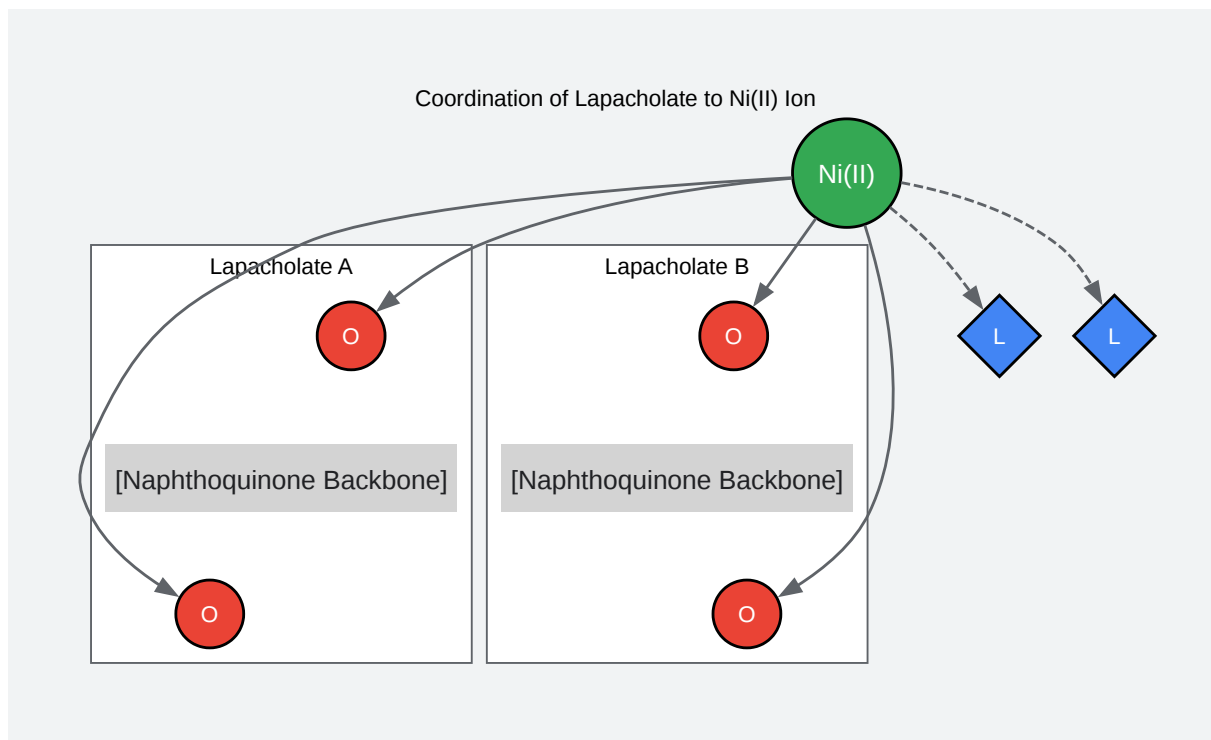 Coordination of Lapacholate to Ni(II) Ion
Ni(II)
Lapacholate A
Lapacholate B
O
O
L
L
[Naphthoquinone Backbone]
[Naphthoquinone Backbone]
O
O